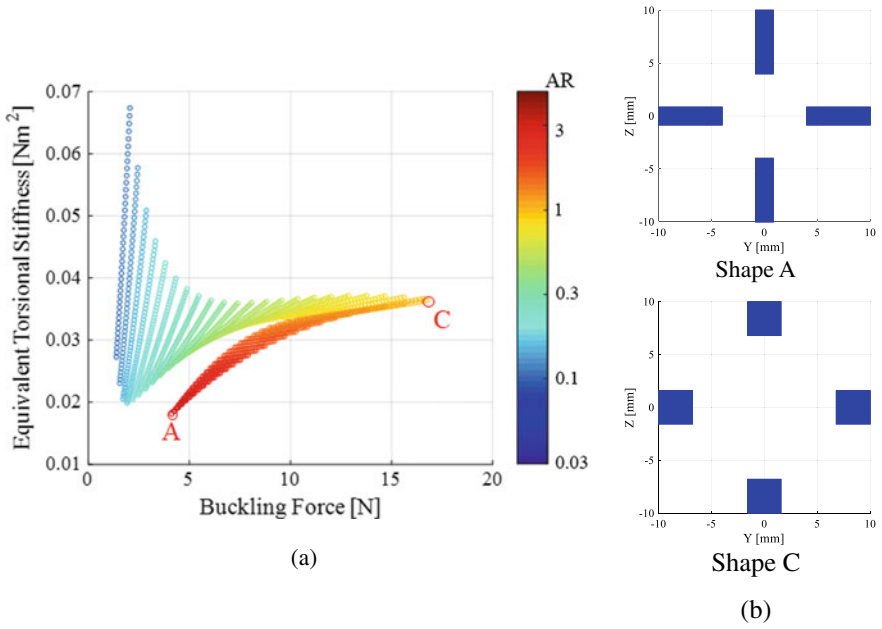 Equivalent Torsional Stiffness [Nm²]
0.07
0.06
0.05
0.04
0.03
0.02
0.01
0
5
10
15
20
Buckling Force [N]
A
C
AR
3
1
0.3
0.1
0.03
(a)
10
5
0
-5
-10
Z [mm]
-10
-5
0
5
10
Y [mm]
Shape A
10
5
0
-5
-10
Z [mm]
-10
-5
0
5
10
Y [mm]
Shape C
(b)